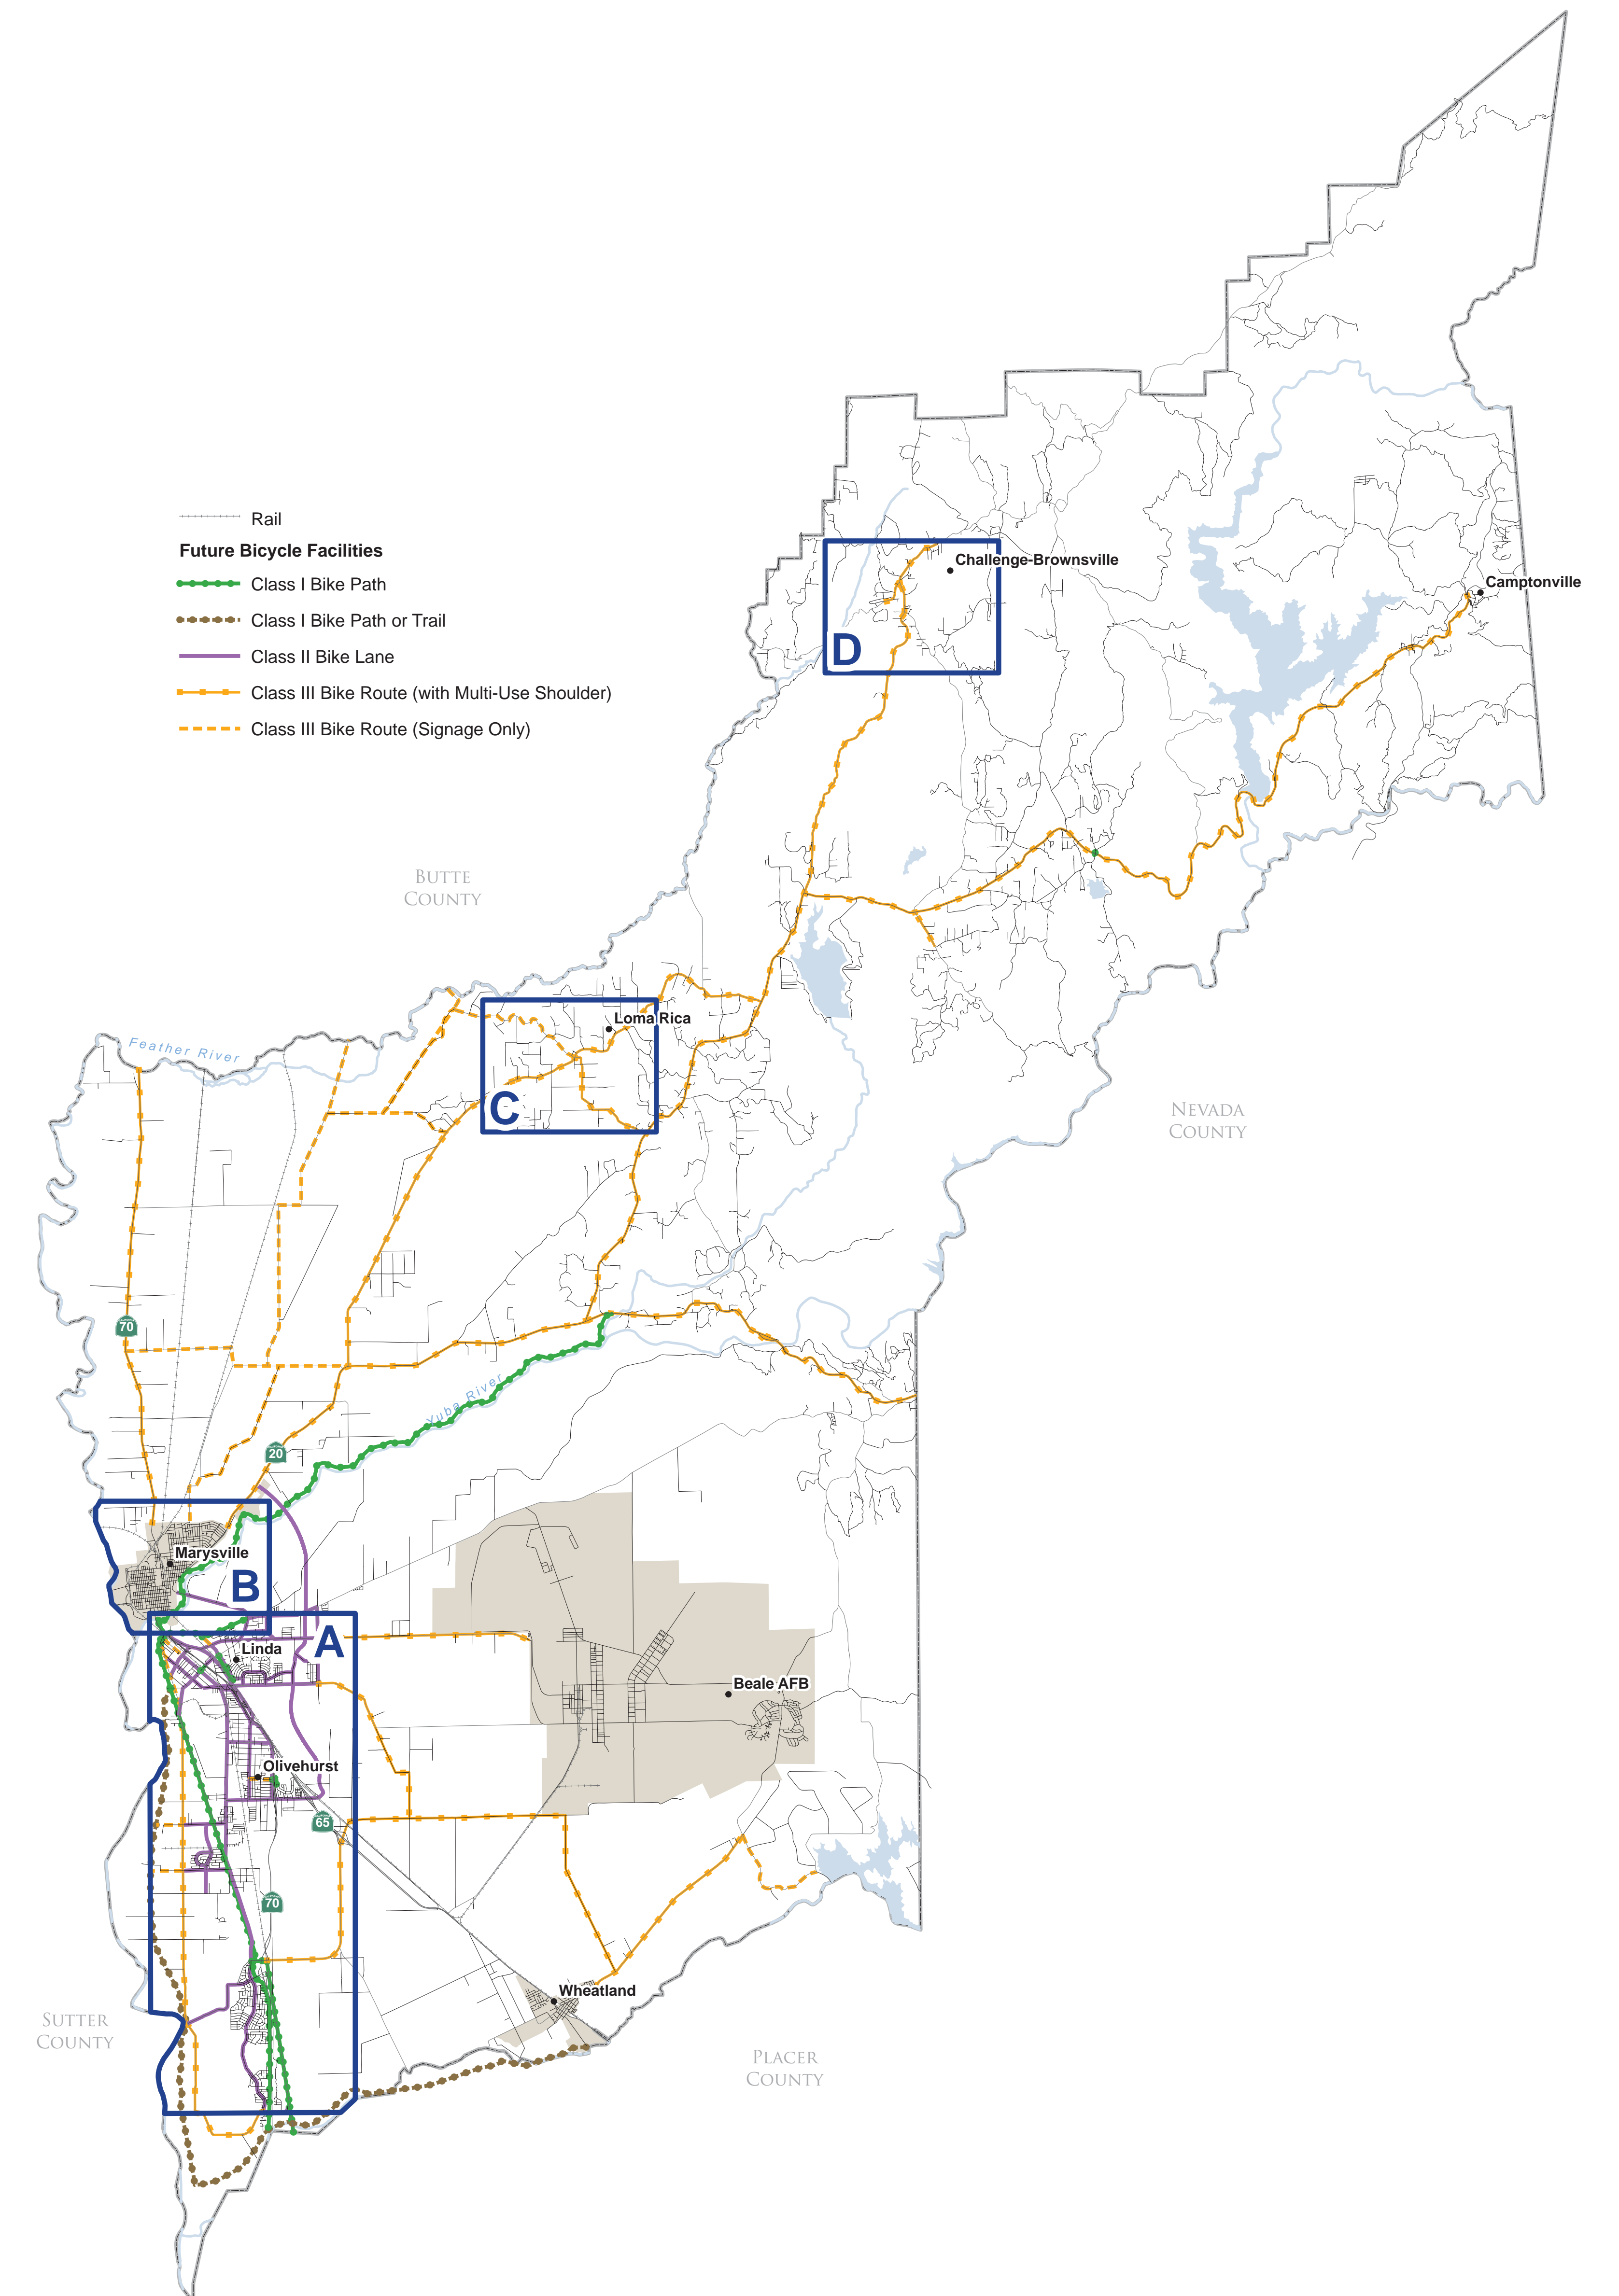 Rail
Future Bicycle Facilities
Class I Bike Path
Class I Bike Path or Trail
Class II Bike Lane
Class III Bike Route (with Multi-Use Shoulder)
Class III Bike Route (Signage Only)
Challenge-Brownsville
Camptonville
D
BUTTE
COUNTY
Loma Rica
Feather River
C
NEVADA
COUNTY
70
Yuba River
20
Marysville
B
A
Linda
Beale AFB
Olivehurst
65
70
Wheatland
SUTTER
COUNTY
PLACER
COUNTY